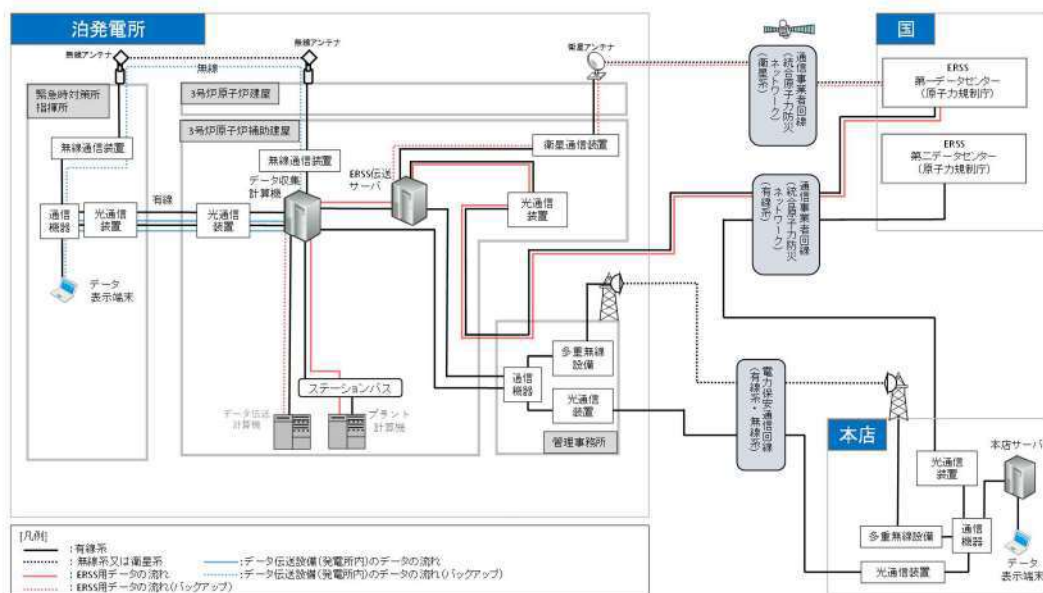 泊発電所
無線アンテナ
無線アンテナ
無線
衛星アンテナ
緊急時対策所
指揮所
3号炉原子炉建屋
3号炉原子炉補助建屋
無線通信装置
無線通信装置
衛星通信装置
データ収集
計算機
ERSS伝送
サーバ
有線
通信
機器
光通信
装置
光通信
装置
光通信
装置
データ
表示端末
ステーションバス
データ伝送
計算機
プラント
計算機
多重無線
設備
通信
機器
光通信
装置
管理事務所
通信事業者回線
(統合原子力防災
ネットワーク)
(衛星系)
通信事業者回線
(統合原子力防災
ネットワーク)
(有線系)
電力保安通信回線
(有線系・無線系)
国
ERSS
第一データセンター
(原子力規制庁)
ERSS
第二データセンター
(原子力規制庁)
本店
光通信
装置
本店サーバ
多重無線設備
通信
機器
光通信装置
データ
表示端末
[凡例]
:有線系
:無線系又は衛星系
:ERSS用データの流れ
:ERSS用データの流れ(バックアップ)
:データ伝送設備(発電所内)のデータの流れ
:データ伝送設備(発電所内)のデータの流れ(バックアップ)